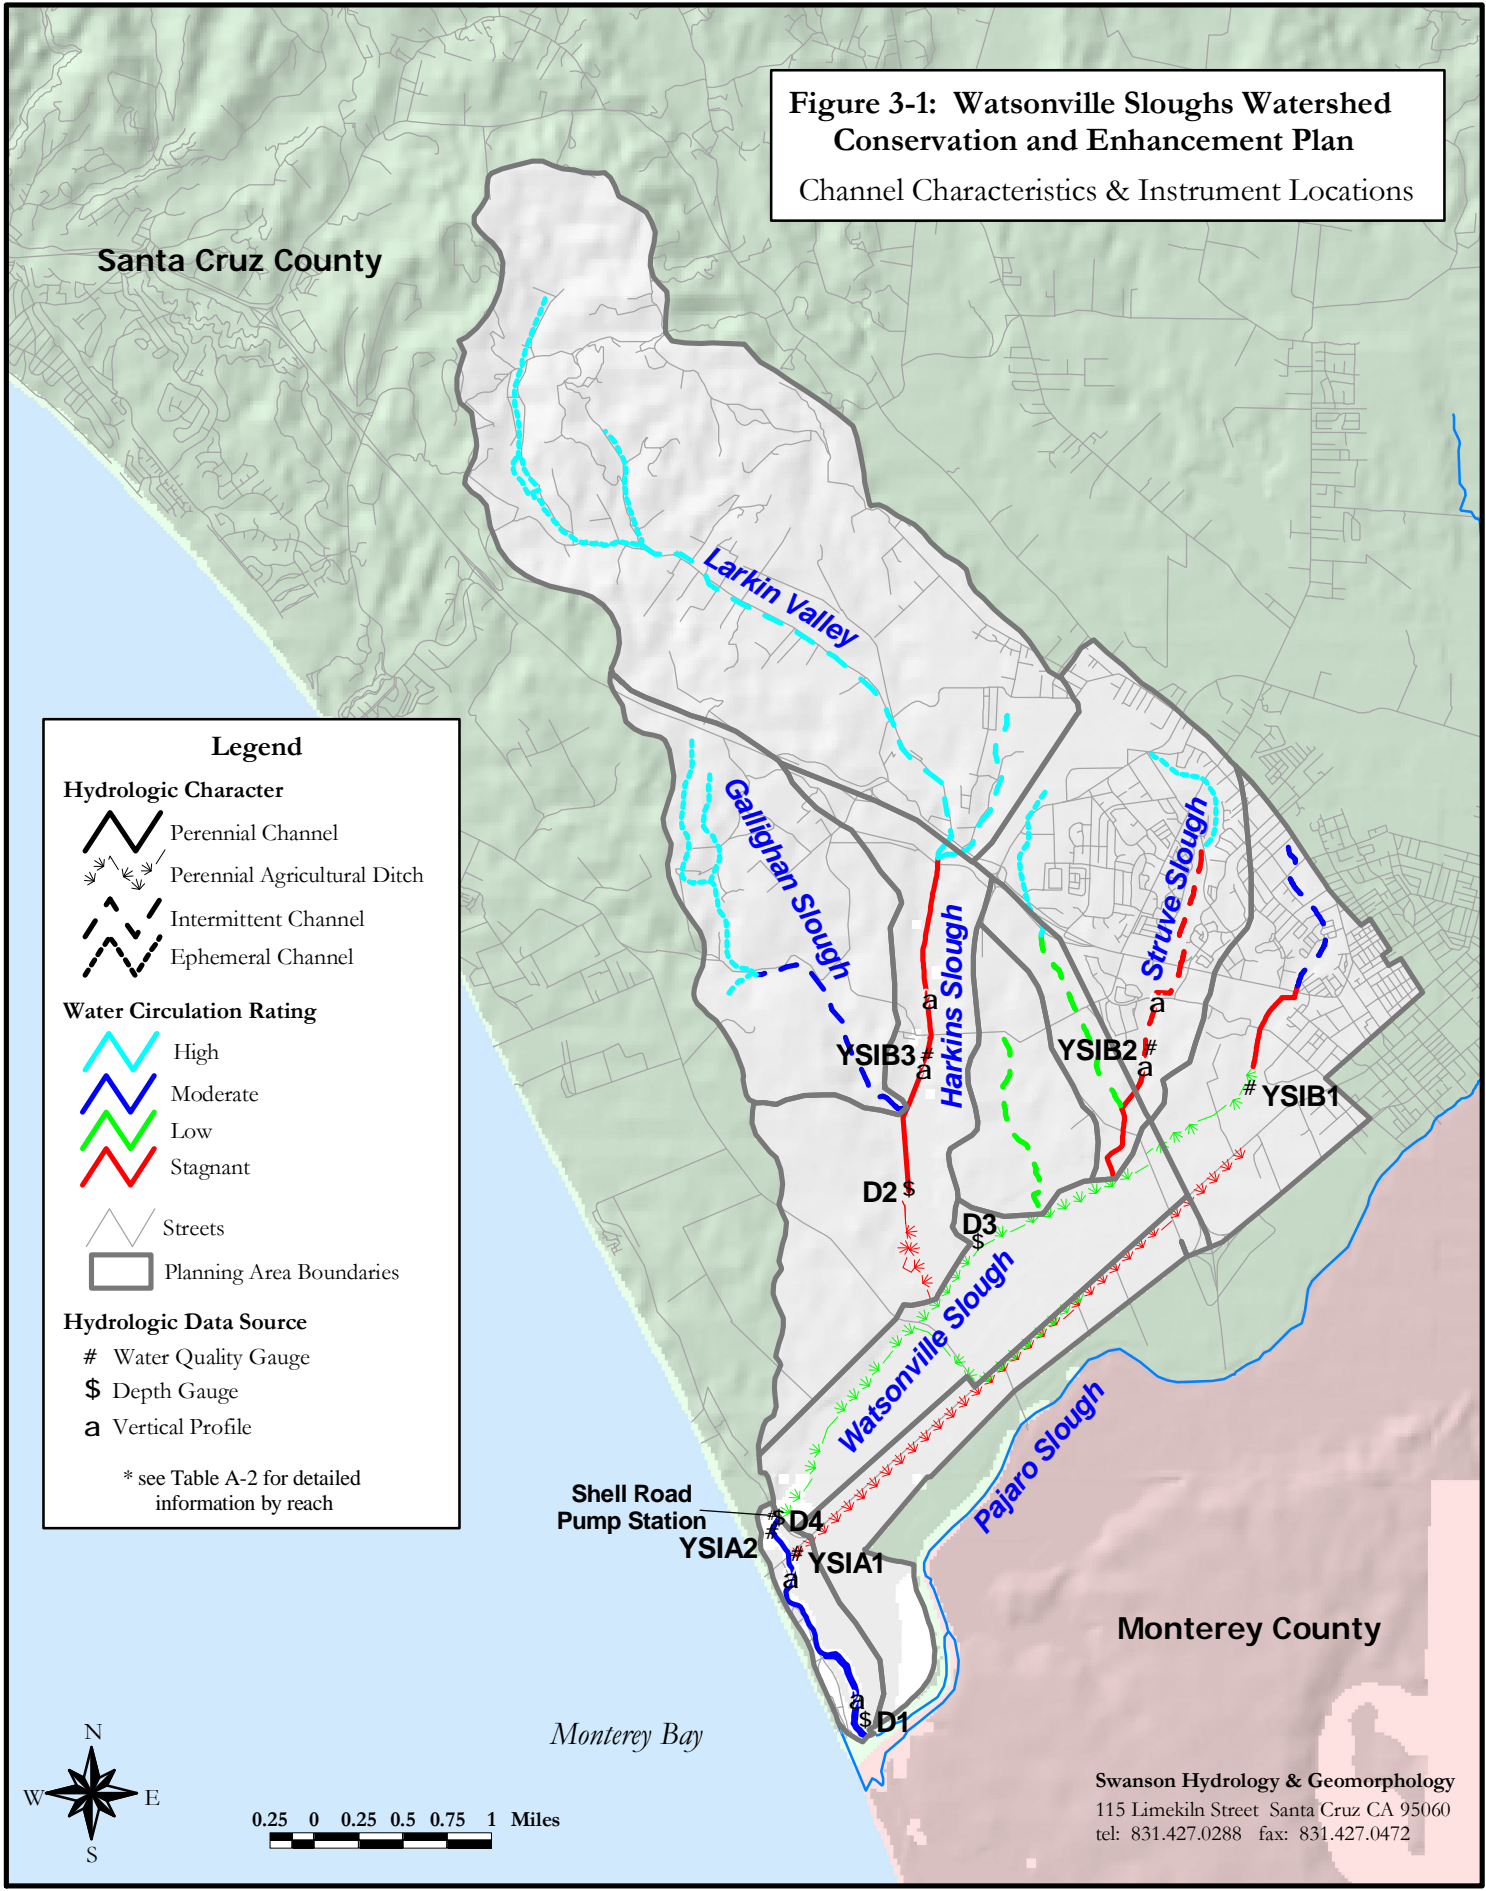 Figure 3-1: Watsonville Sloughs Watershed
Conservation and Enhancement Plan
Channel Characteristics & Instrument Locations
Santa Cruz County
Larkin Valley
Gallighan Slough
Harkins Slough
Struve Slough
a
a
YSIB3 #
a
YSIB2 #
a
# YSIB1
D2 $
D3
$
Watsonville Slough
Pajaro Slough
Shell Road
Pump Station
#
$ D4
#
YSIA2
# YSIA1
a
a
$ D1
Monterey County
Monterey Bay
Legend
Hydrologic Character
Perennial Channel
Perennial Agricultural Ditch
Intermittent Channel
Ephemeral Channel
Water Circulation Rating
High
Moderate
Low
Stagnant
Streets
Planning Area Boundaries
Hydrologic Data Source
# Water Quality Gauge
$ Depth Gauge
a Vertical Profile
* see Table A-2 for detailed
information by reach
N
W E
S
0.25 0 0.25 0.5 0.75 1 Miles
Swanson Hydrology & Geomorphology
115 Limekiln Street Santa Cruz CA 95060
tel: 831.427.0288 fax: 831.427.0472